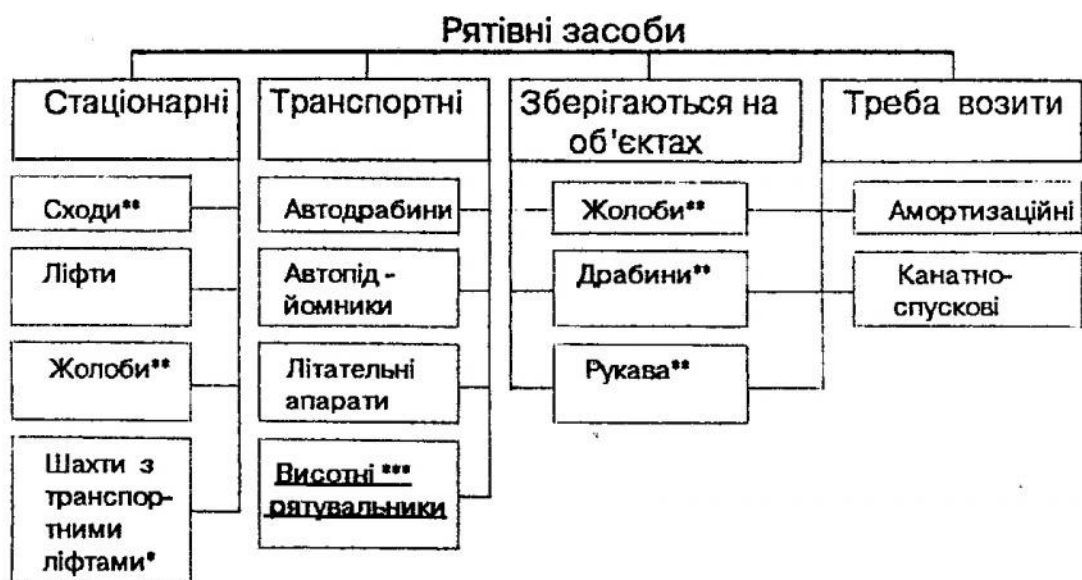 Рятівні засоби
Стаціонарні
Транспортні
Зберігаються на
об'єктах
Треба возити
Сходи**
Ліфти
Жолоби**
Шахти з
транспор-
тними
ліфтами*
Автодрабини
Автопід-
йомники
Літательні
апарати
Висотні ***
рятувальники
Жолоби**
Драбини**
Рукава**
Амортизаційні
Канатно-
спускові